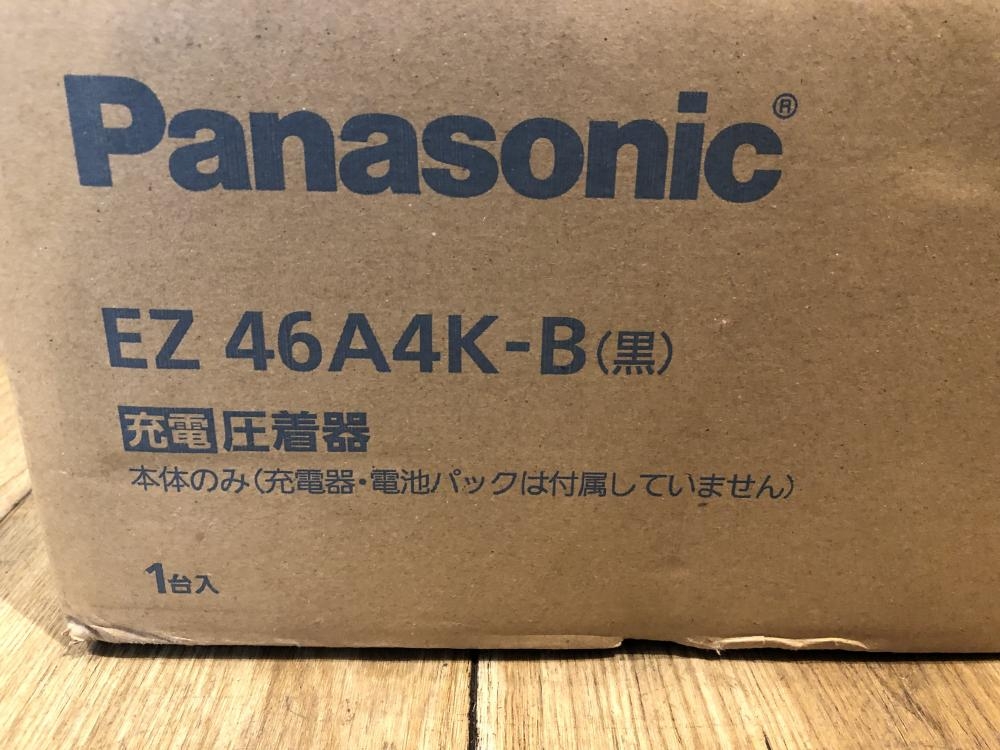 Panasonic®
EZ 46A4K-B(黒)
充電圧着器
本体のみ(充電器・電池パックは付属していません)
1台入